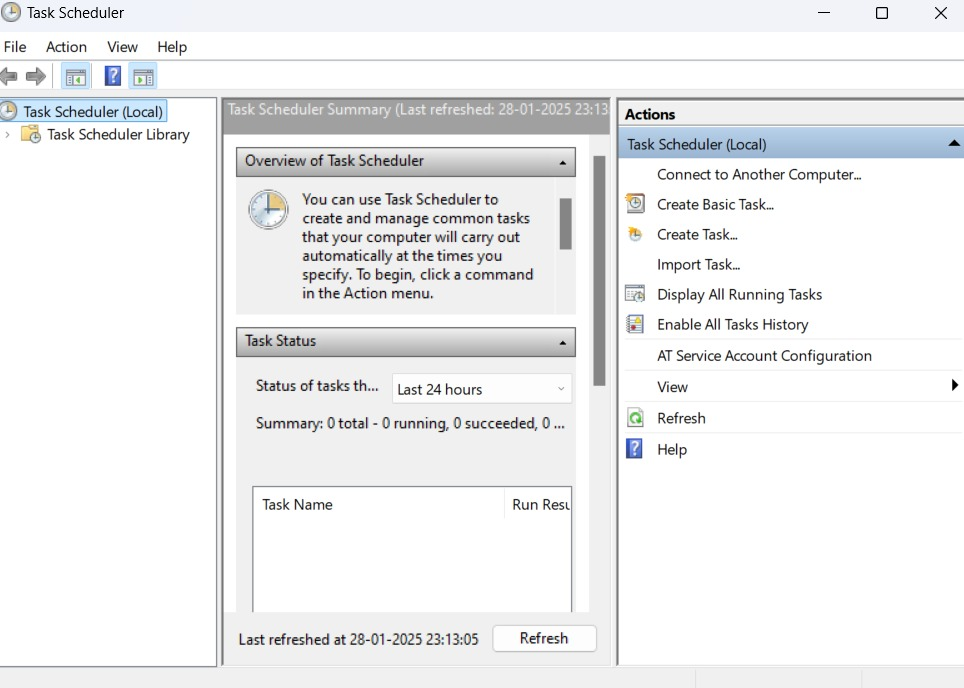 Task Scheduler
File Action View Help
Task Scheduler (Local)
Task Scheduler Library
Task Scheduler Summary (Last refreshed: 28-01-2025 23:13
Overview of Task Scheduler
You can use Task Scheduler to
create and manage common tasks
that your computer will carry out
automatically at the times you
specify. To begin, click a command
in the Action menu.
Task Status
Status of tasks th... Last 24 hours
Summary: 0 total - 0 running, 0 succeeded, 0 ...
Task Name Run Resu
Last refreshed at 28-01-2025 23:13:05 Refresh
Actions
Task Scheduler (Local)
Connect to Another Computer...
Create Basic Task...
Create Task...
Import Task...
Display All Running Tasks
Enable All Tasks History
AT Service Account Configuration
View
Refresh
Help